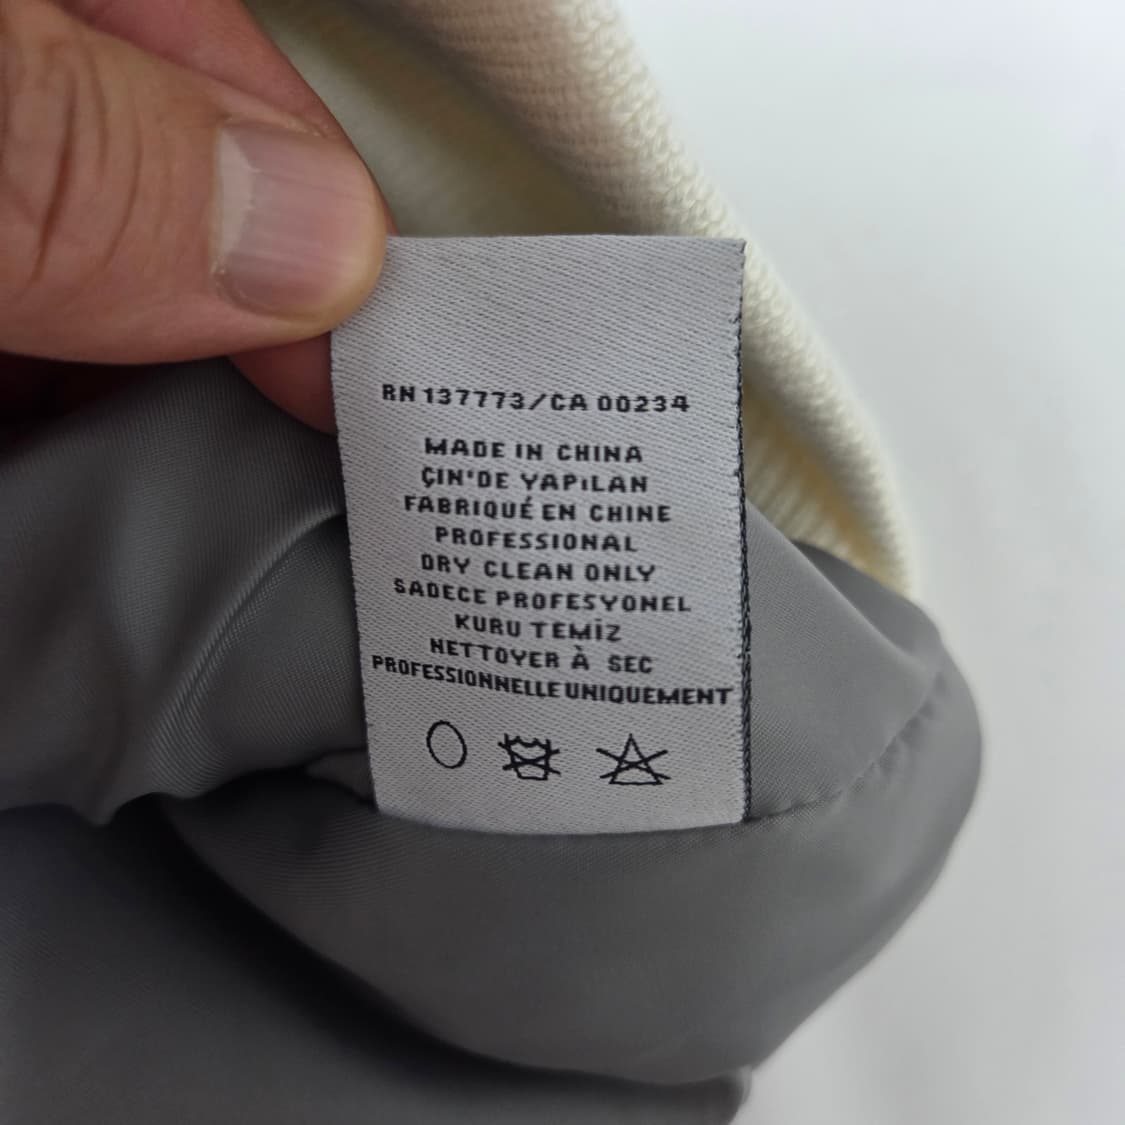 RN 137773/CA 00234
MADE IN CHINA
ÇIN'DE YAPıLAN
FABRIQUÉ EN CHINE
PROFESSIONAL
DRY CLEAN ONLY
SADECE PROFESYONEL
KURU TEMİZ
NETTOYER À SEC
PROFESSIONNELLE UNIQUEMENT